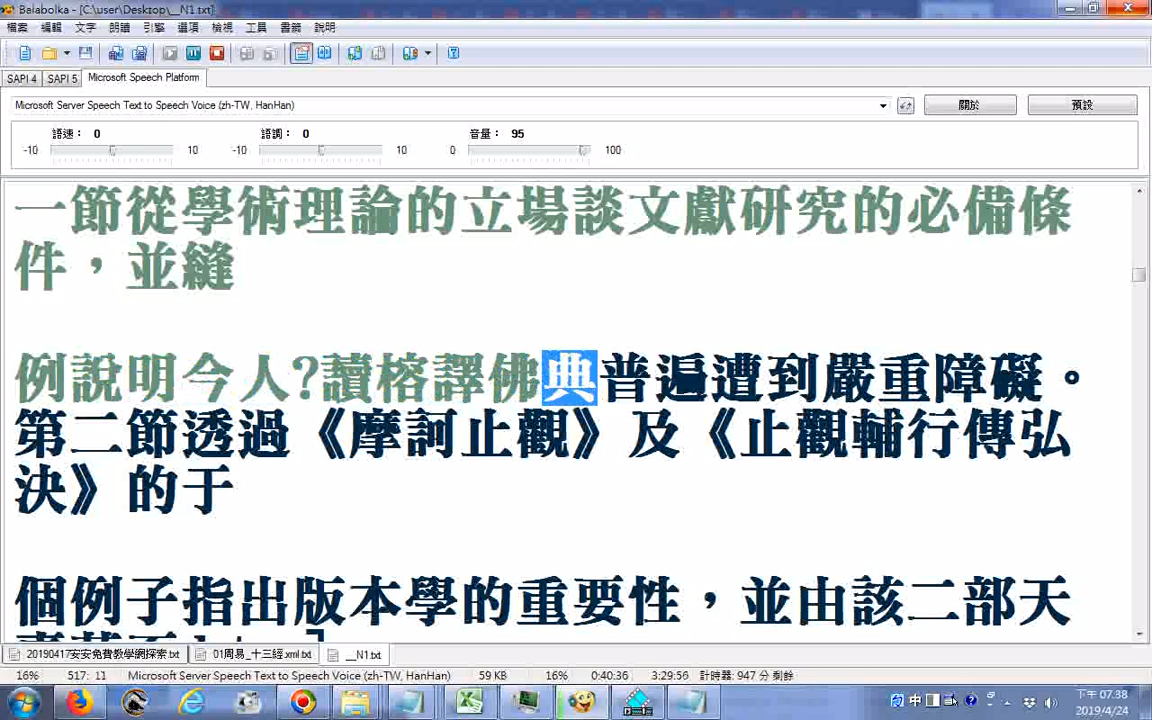 Balabolka - [C:\user\Desktop\__N1.txt]
檔案 編輯 文字 朗讀 引擎 選項 檢視 工具 書籤 說明
SAPI 4 SAPI 5 Microsoft Speech Platform
Microsoft Server Speech Text to Speech Voice (zh-TW, HanHan) 關於 預設
語速： 0 語調： 0 音量： 95
-10 10 -10 10 0 100
一節從學術理論的立場談文獻研究的必備條
件，並縫
例說明今人?讀榕譯佛典普遍遭到嚴重障礙。
第二節透過《摩訶止觀》及《止觀輔行傳弘
決》的于
個例子指出版本學的重要性，並由該二部天
20190417安安免費教學網探索.txt 01周易_十三經.xml.txt __N1.txt
16% 517: 11 Microsoft Server Speech Text to Speech Voice (zh-TW, HanHan) 59 KB 16% 0:40:36 3:29:56 計時器: 947 分 剩餘
中 下午 07:38
2019/4/24